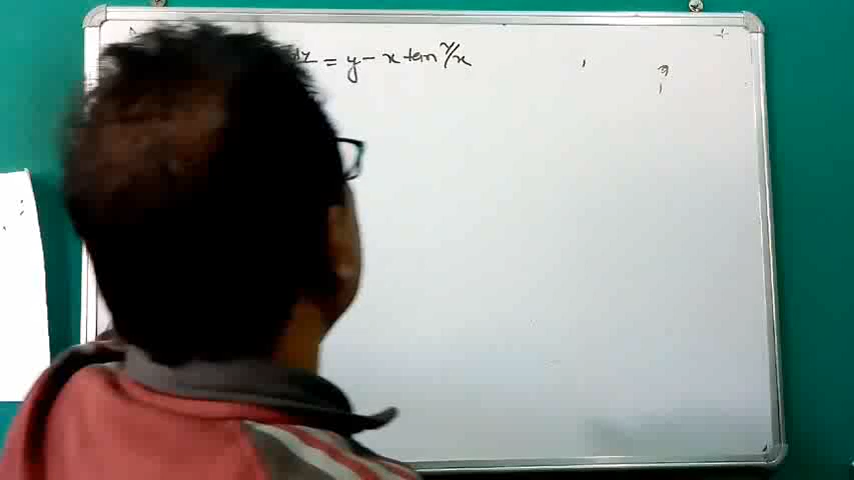 = y - x tan y/x